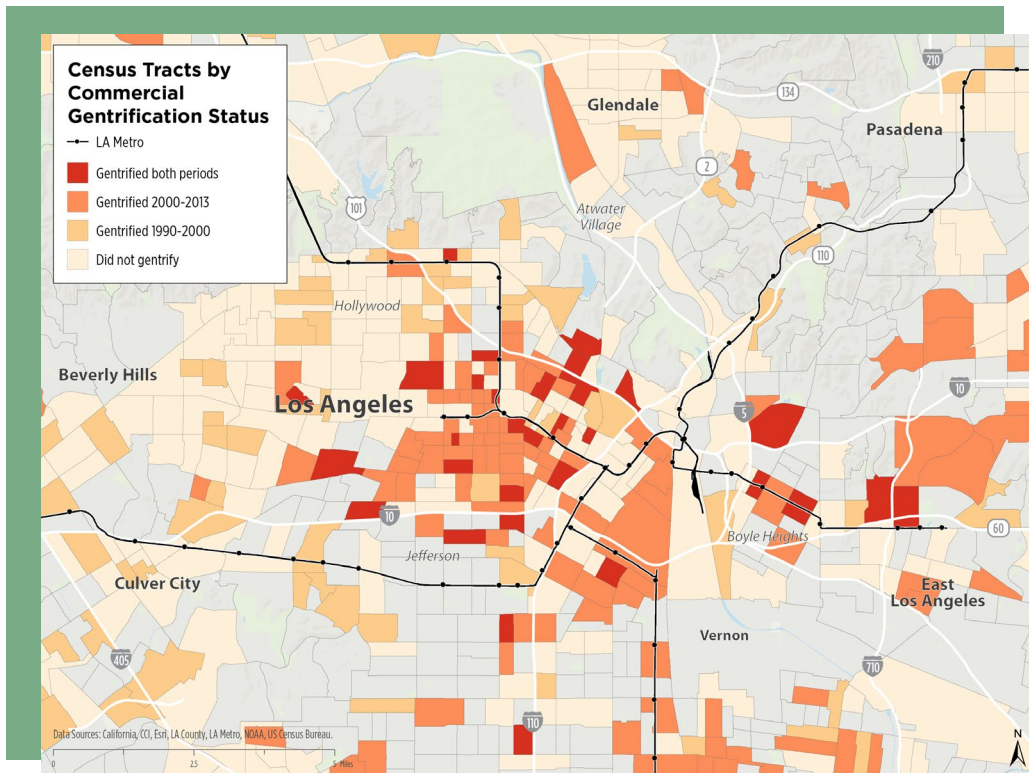 Census Tracts by
Commercial
Gentrification Status
LA Metro
Gentrified both periods
Gentrified 2000-2013
Gentrified 1990-2000
Did not gentrify
210
134
Glendale
Pasadena
2
101
Atwater
Village
110
Hollywood
Beverly Hills
10
Los Angeles
5
10
60
Boyle Heights
Jefferson
Culver City
East
Los Angeles
Vernon
405
710
110
Data Sources: California, CCI, Esri, LA County, LA Metro, NOAA, US Census Bureau.
N
0 2.5 5 Miles